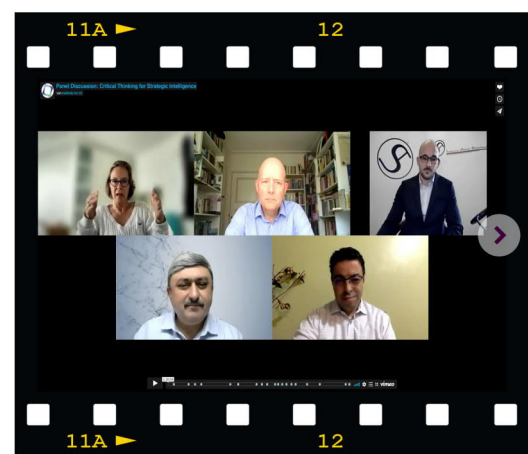 11A 12
Panel Discussion: Critical Thinking for Strategic Intelligence
vimeo
11A 12